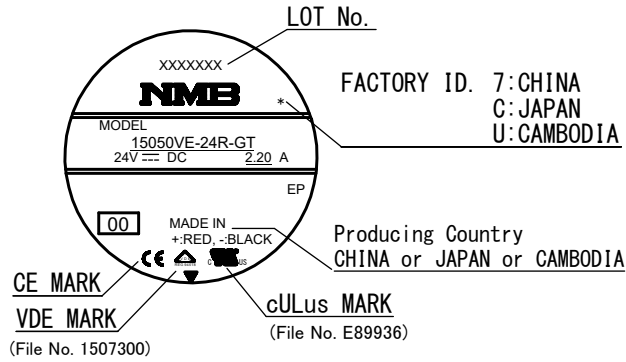 LOT No.
XXXXXXX
NMB
*
FACTORY ID. 7:CHINA
C:JAPAN
U:CAMBODIA
MODEL
15050VE-24R-GT
24V DC 2.20 A
EP
00
MADE IN
+:RED, -:BLACK
Producing Country
CHINA or JAPAN or CAMBODIA
CE
C US
CE MARK
VDE MARK
(File No. 1507300)
cULus MARK
(File No. E89936)